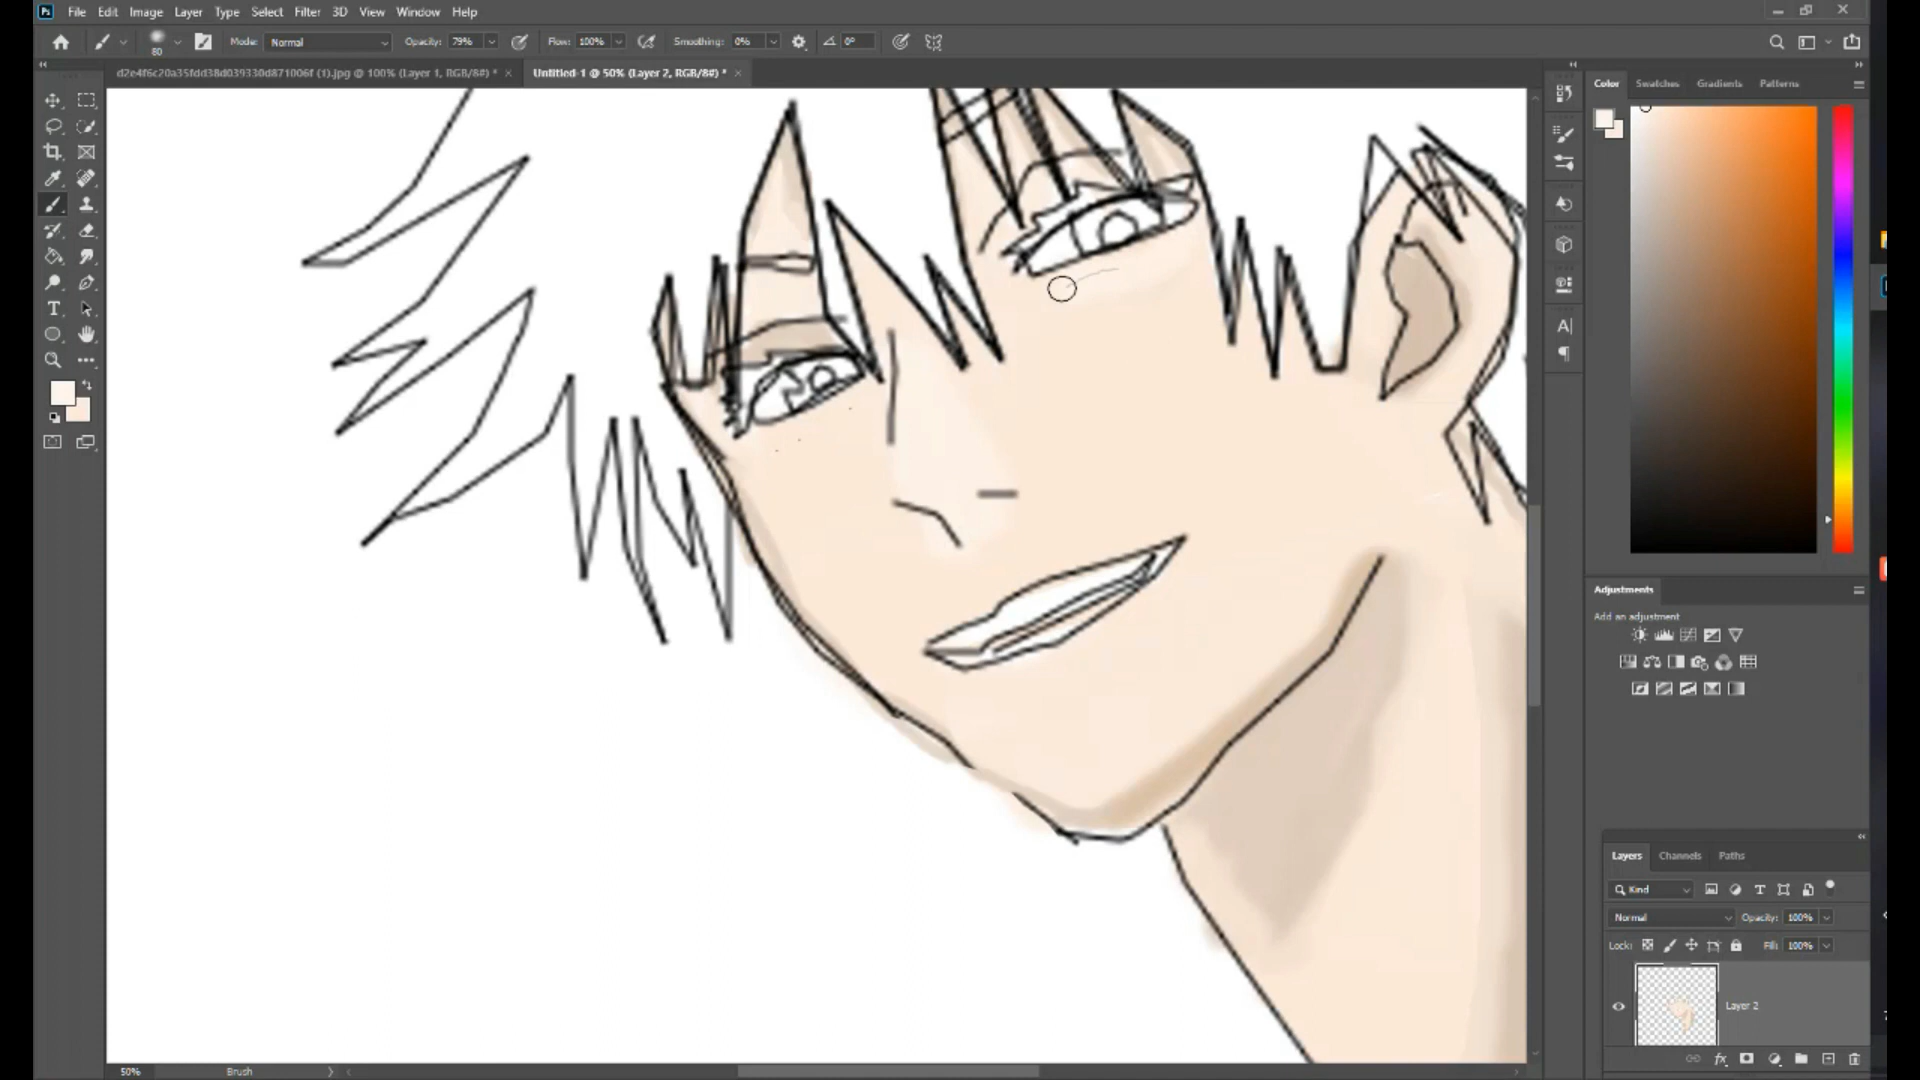 Ps File Edit Image Layer Type Select Filter 3D View Window Help
80 Mode: Normal Opacity: 79% Flow: 100% Smoothing: 0% 0°
d2e4f6c20a35fdd38d039330d871006f (1).jpg @ 100% (Layer 1, RGB/8#) * Untitled-1 @ 50% (Layer 2, RGB/8#) *
Color Swatches Gradients Patterns
Adjustments
Add an adjustment
Layers Channels Paths
Kind
Normal Opacity: 100%
Lock: Fill: 100%
Layer 2
50% Brush